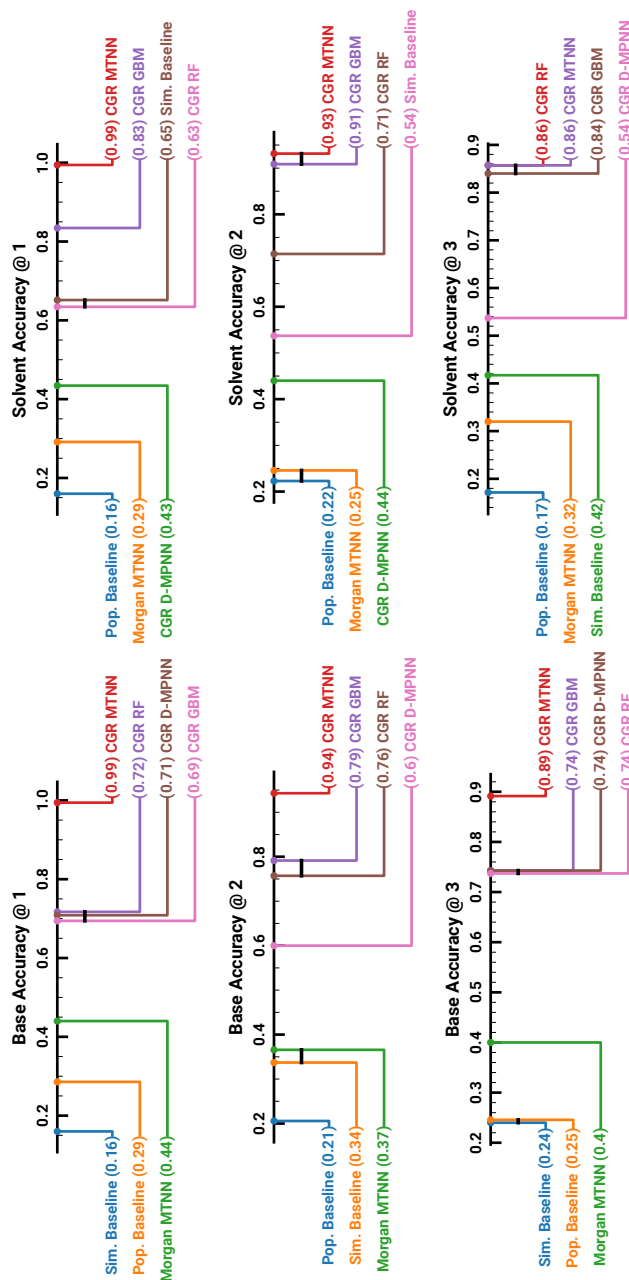 Base Accuracy @ 1
0.2 0.4 0.6 0.8 1.0
Sim. Baseline (0.16) (0.99) CGR MTNN
Pop. Baseline (0.29) (0.72) CGR RF
Morgan MTNN (0.44) (0.71) CGR D-MPNN
(0.69) CGR GBM
Solvent Accuracy @ 1
0.2 0.4 0.6 0.8 1.0
Pop. Baseline (0.16) (0.99) CGR MTNN
Morgan MTNN (0.29) (0.83) CGR GBM
CGR D-MPNN (0.43) (0.65) Sim. Baseline
(0.63) CGR RF
Base Accuracy @ 2
0.2 0.4 0.6 0.8
Pop. Baseline (0.21) (0.94) CGR MTNN
Sim. Baseline (0.34) (0.79) CGR GBM
Morgan MTNN (0.37) (0.76) CGR RF
(0.6) CGR D-MPNN
Solvent Accuracy @ 2
0.2 0.4 0.6 0.8
Pop. Baseline (0.22) (0.93) CGR MTNN
Morgan MTNN (0.25) (0.91) CGR GBM
CGR D-MPNN (0.44) (0.71) CGR RF
(0.54) Sim. Baseline
Base Accuracy @ 3
0.2 0.3 0.4 0.5 0.6 0.7 0.8 0.9
Sim. Baseline (0.24) (0.89) CGR MTNN
Pop. Baseline (0.25) (0.74) CGR GBM
Morgan MTNN (0.4) (0.74) CGR D-MPNN
(0.74) CGR RF
Solvent Accuracy @ 3
0.2 0.3 0.4 0.5 0.6 0.7 0.8 0.9
Pop. Baseline (0.17) (0.86) CGR RF
Morgan MTNN (0.32) (0.86) CGR MTNN
Sim. Baseline (0.42) (0.84) CGR GBM
(0.54) CGR D-MPNN